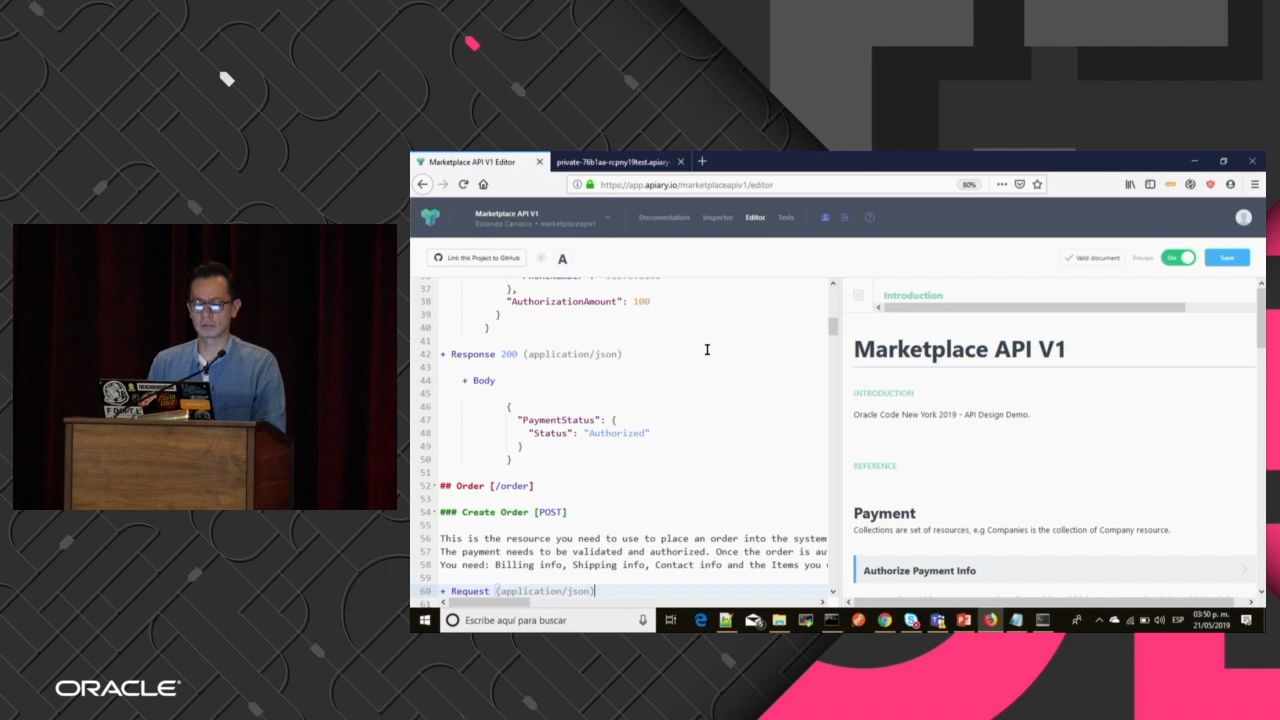 Marketplace API V1 Editor
private-76b1aa-rcpny19test.apiary-
https://app.apiary.io/marketplaceapiv1/editor
80%
Marketplace API V1
Rolando Carrasco • marketplaceapiv1
Documentation
Inspector
Editor
Tests
Link this Project to GitHub
A
Valid document
Preview
On
Save
37 },
38 "AuthorizationAmount": 100
39 }
40 }
41
42 + Response 200 (application/json)
43
44 + Body
45
46 {
47 "PaymentStatus": {
48 "Status": "Authorized"
49 }
50 }
51
52 ## Order [/order]
53
54 ### Create Order [POST]
55
56 This is the resource you need to use to place an order into the system
57 The payment needs to be validated and authorized. Once the order is au
58 You need: Billing info, Shipping info, Contact info and the Items you
59
60 + Request (application/json)
61
Introduction
Marketplace API V1
INTRODUCTION
Oracle Code New York 2019 - API Design Demo.
REFERENCE
Payment
Collections are set of resources, e.g Companies is the collection of Company resource.
Authorize Payment Info
Escribe aquí para buscar
ESP
03:50 p. m.
21/05/2019
ORACLE